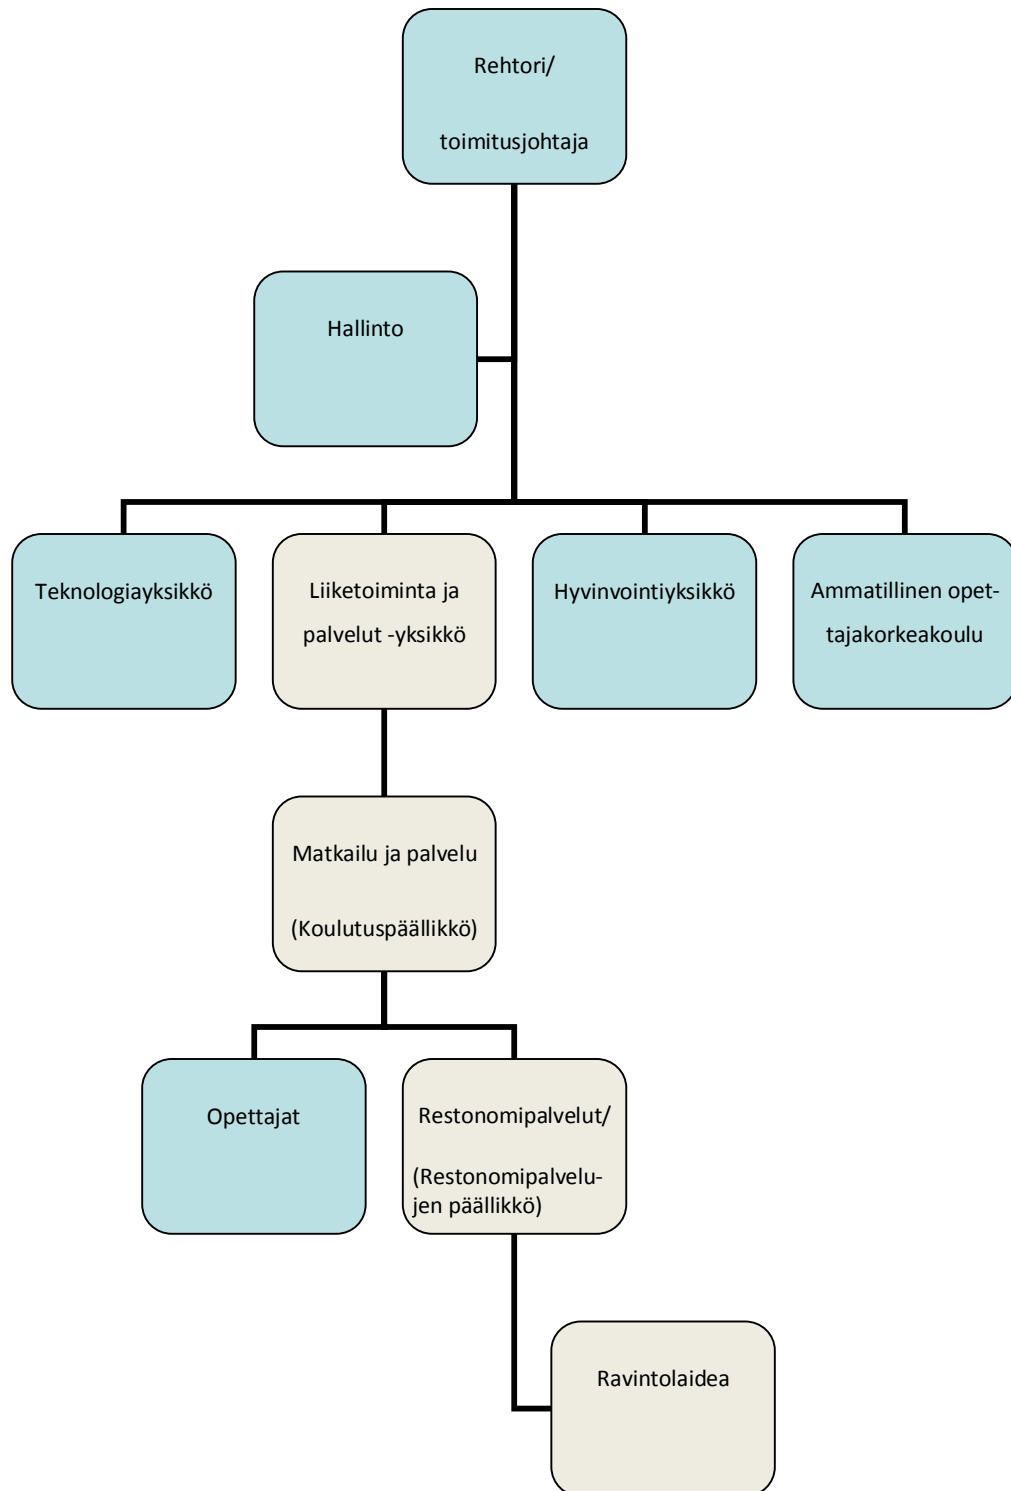 Rehtori/
toimitusjohtaja
Hallinto
Teknologiayksikkö
Liiketoiminta ja
palvelut -yksikkö
Hyvinvointiyksikkö
Ammatillinen opet-
tajakorkeakoulu
Matkailu ja palvelu
(Koulutuspäällikkö)
Opettajat
Restonomipalvelut/
(Restonomipalvelu-
jen päällikkö)
Ravintolaidea